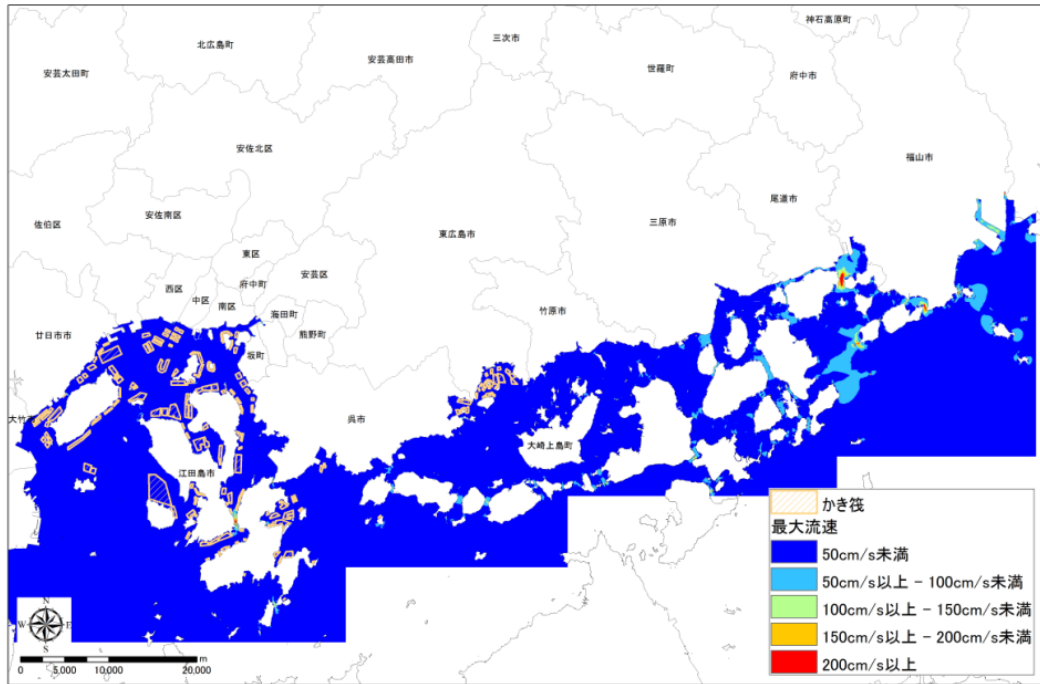 神石高原町
三次市
北広島町
安芸高田市
世羅町
安芸太田町
府中市
安佐北区
福山市
尾道市
佐伯区
安佐南区
三原市
東広島市
東区
安芸区
西区
府中町
中区
南区
竹原市
海田町
廿日市市
熊野町
坂町
大竹市
呉市
大崎上島町
江田島市
かき筏
最大流速
50cm/s未満
50cm/s以上 - 100cm/s未満
100cm/s以上 - 150cm/s未満
150cm/s以上 - 200cm/s未満
200cm/s以上
N
W E
S
0 5,000 10,000 20,000 m